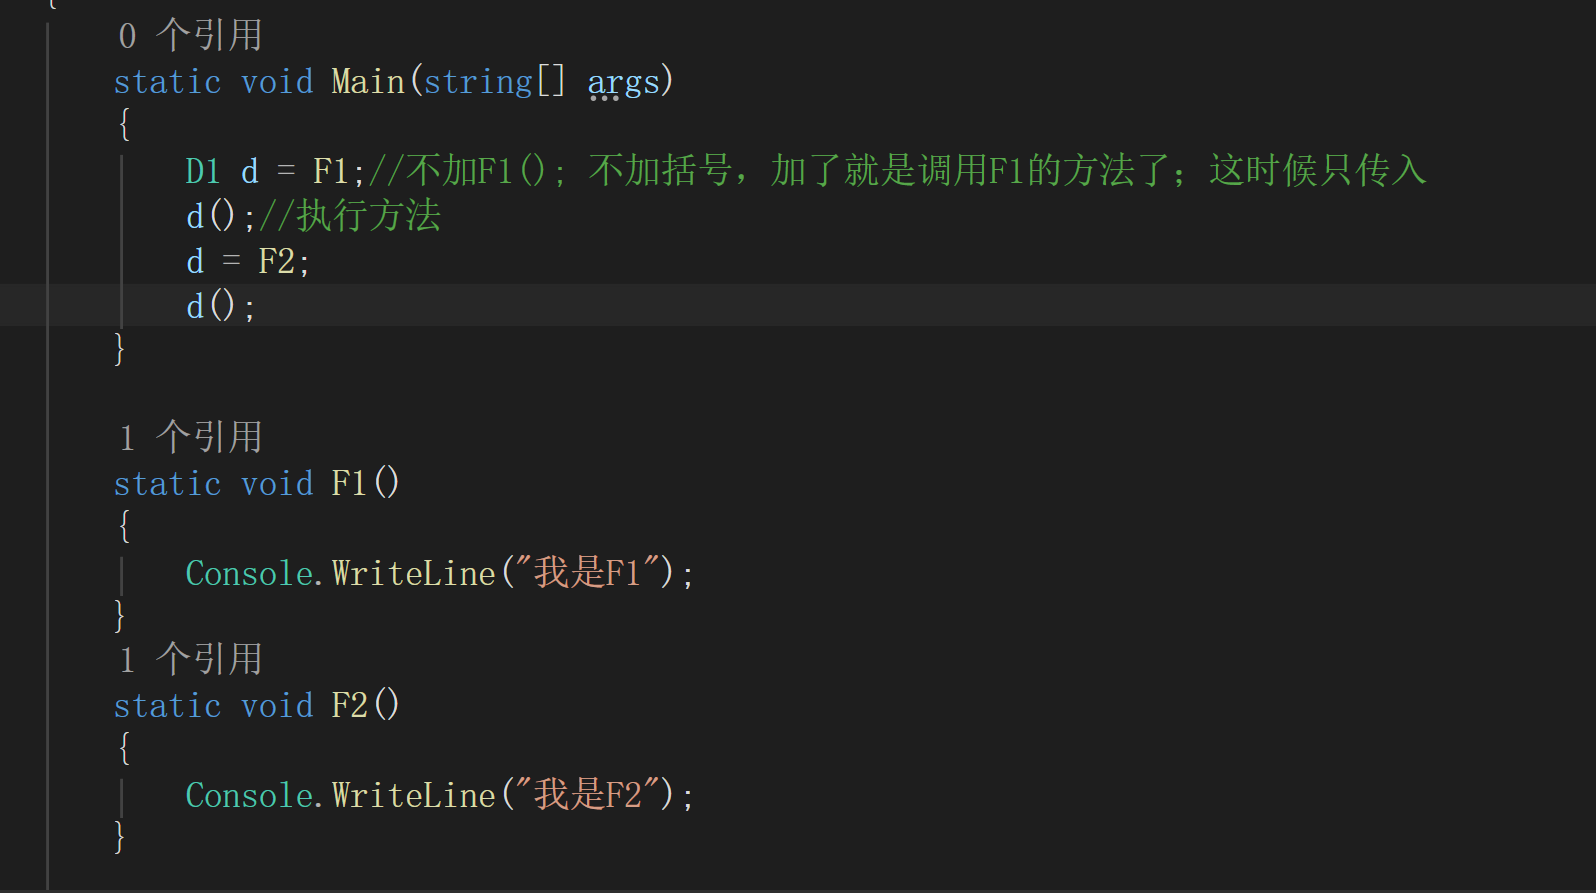 {
0 个引用
static void Main(string[] args)
{
D1 d = F1;//不加F1(); 不加括号，加了就是调用F1的方法了；这时候只传入
d();//执行方法
d = F2;
d();
}
1 个引用
static void F1()
{
Console.WriteLine("我是F1");
}
1 个引用
static void F2()
{
Console.WriteLine("我是F2");
}